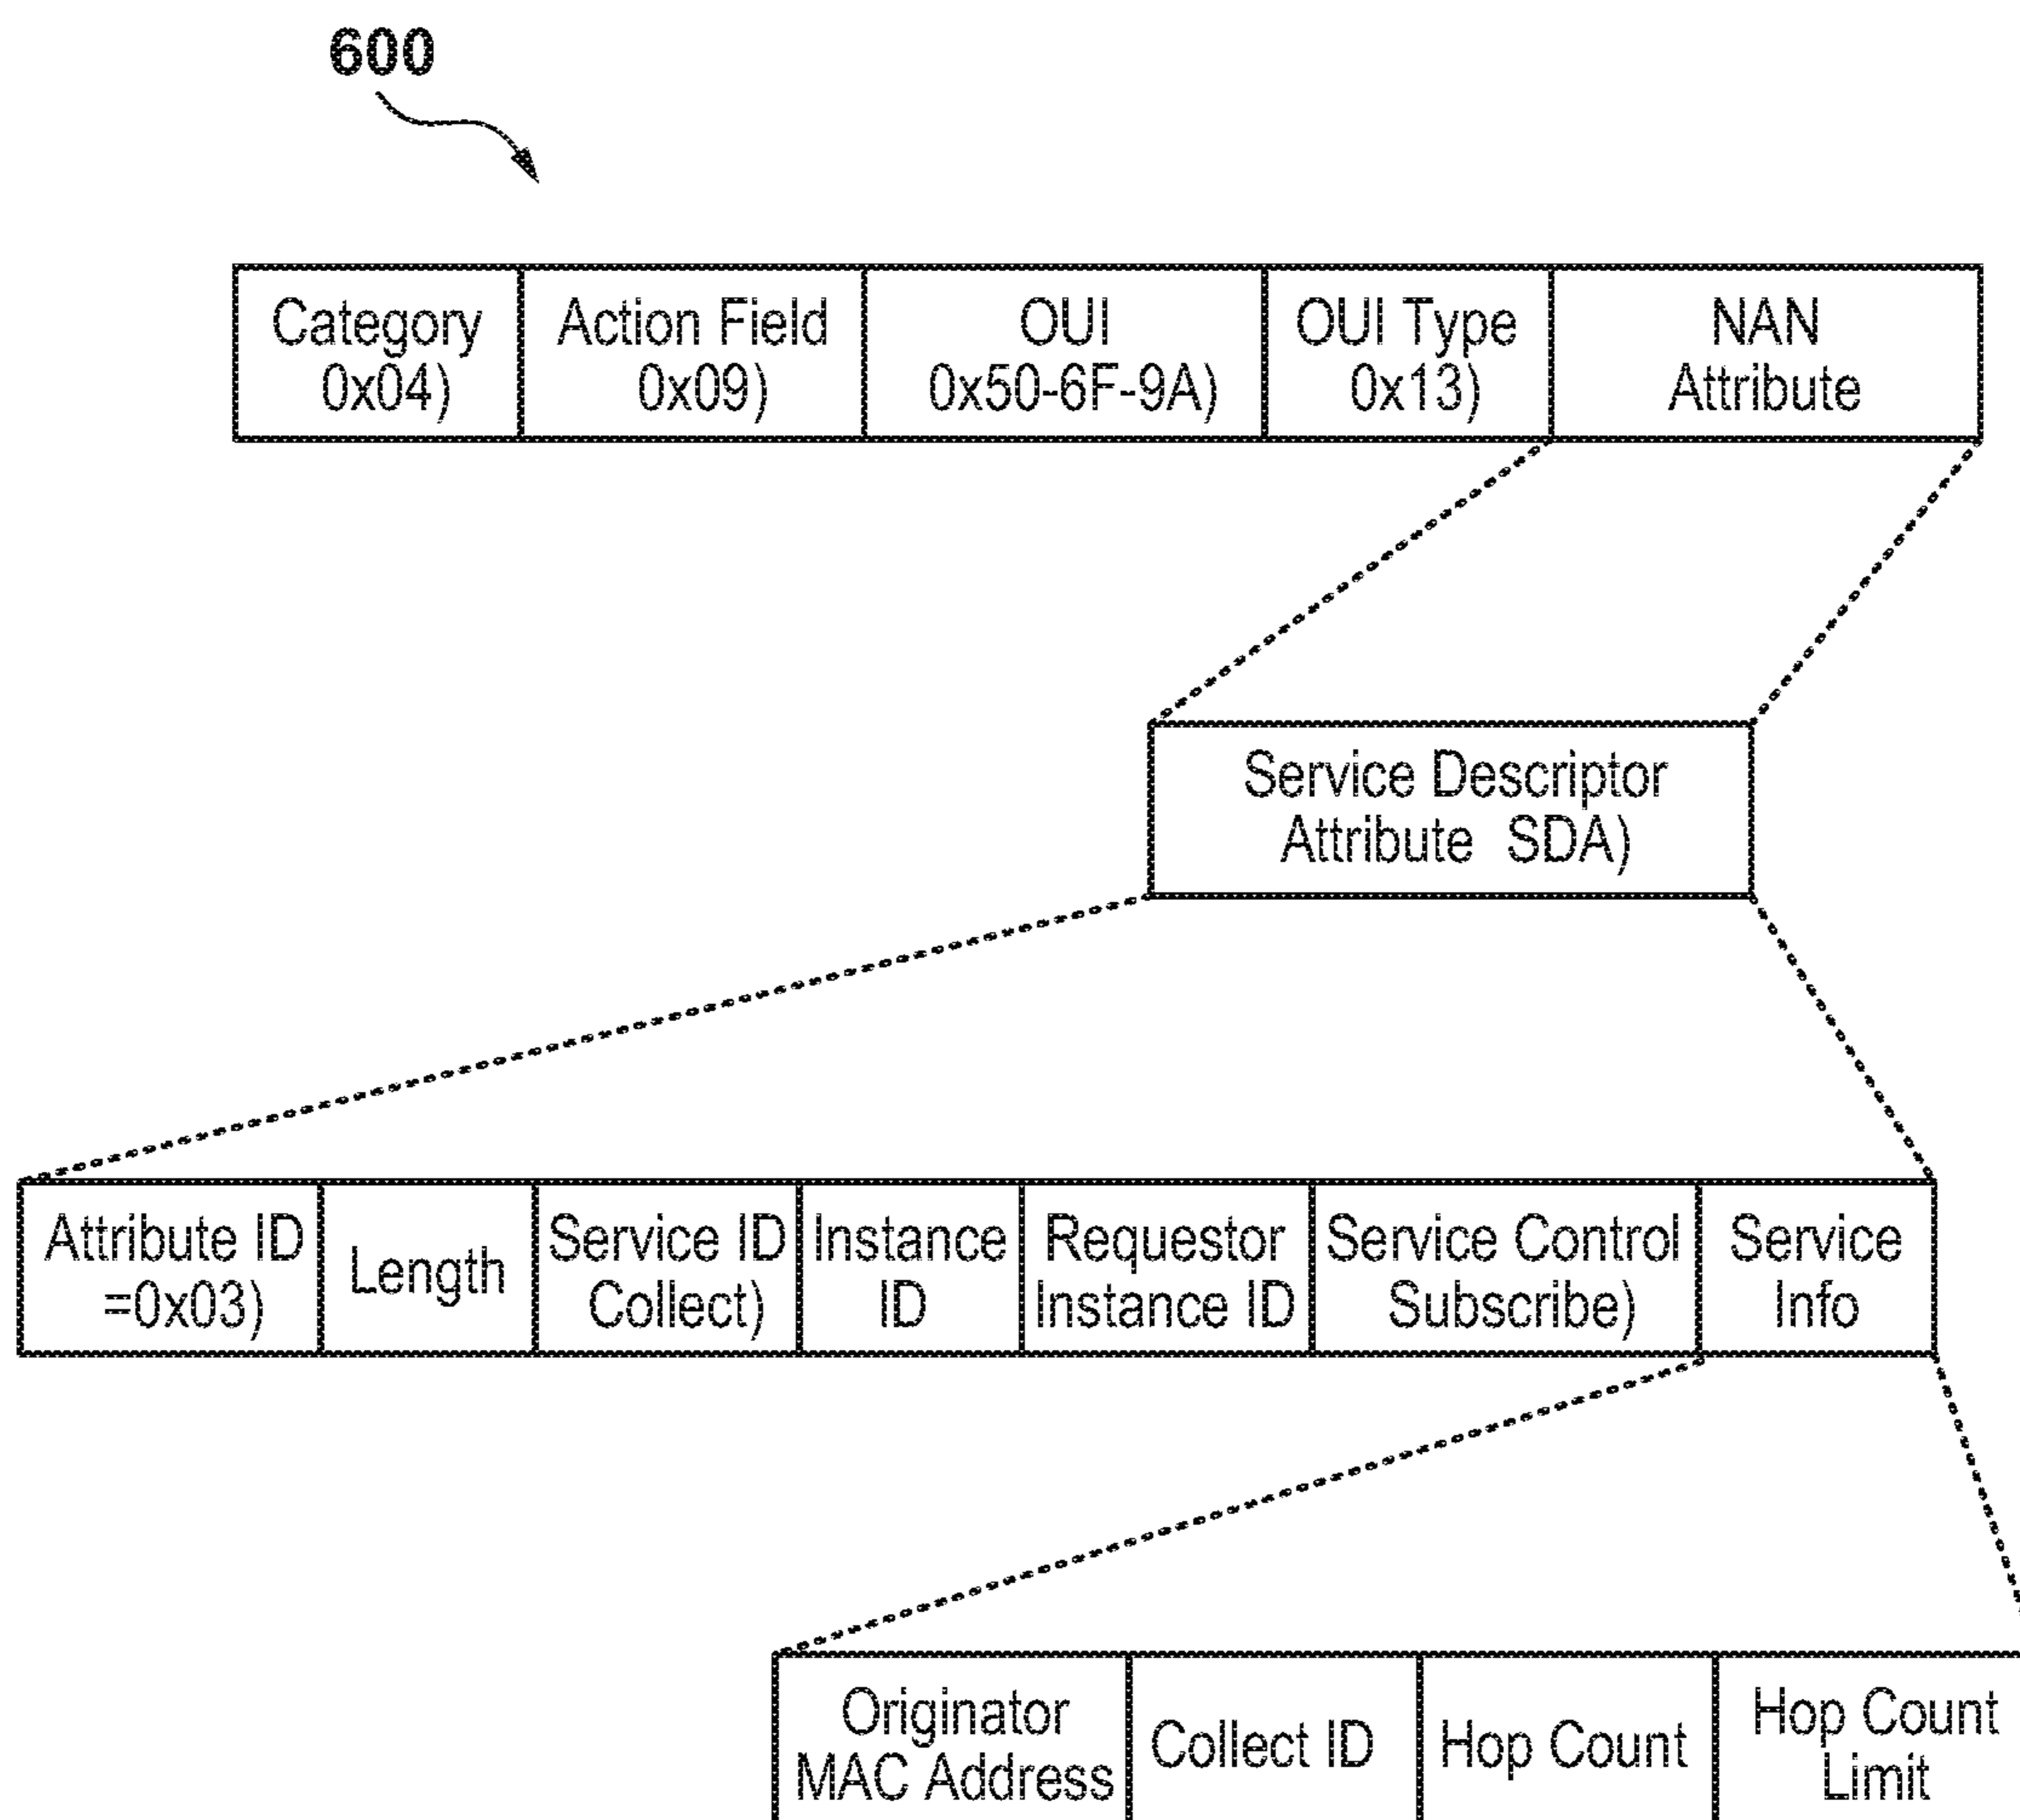 600
Category
0x04)
Action Field
0x09)
OUI
0x50-6F-9A)
OUI Type
0x13)
NAN
Attribute
Service Descriptor
Attribute SDA)
Attribute ID
=0x03)
Length
Service ID
Collect)
Instance
ID
Requestor
Instance ID
Service Control
Subscribe)
Service
Info
Originator
MAC Address
Collect ID
Hop Count
Hop Count
Limit